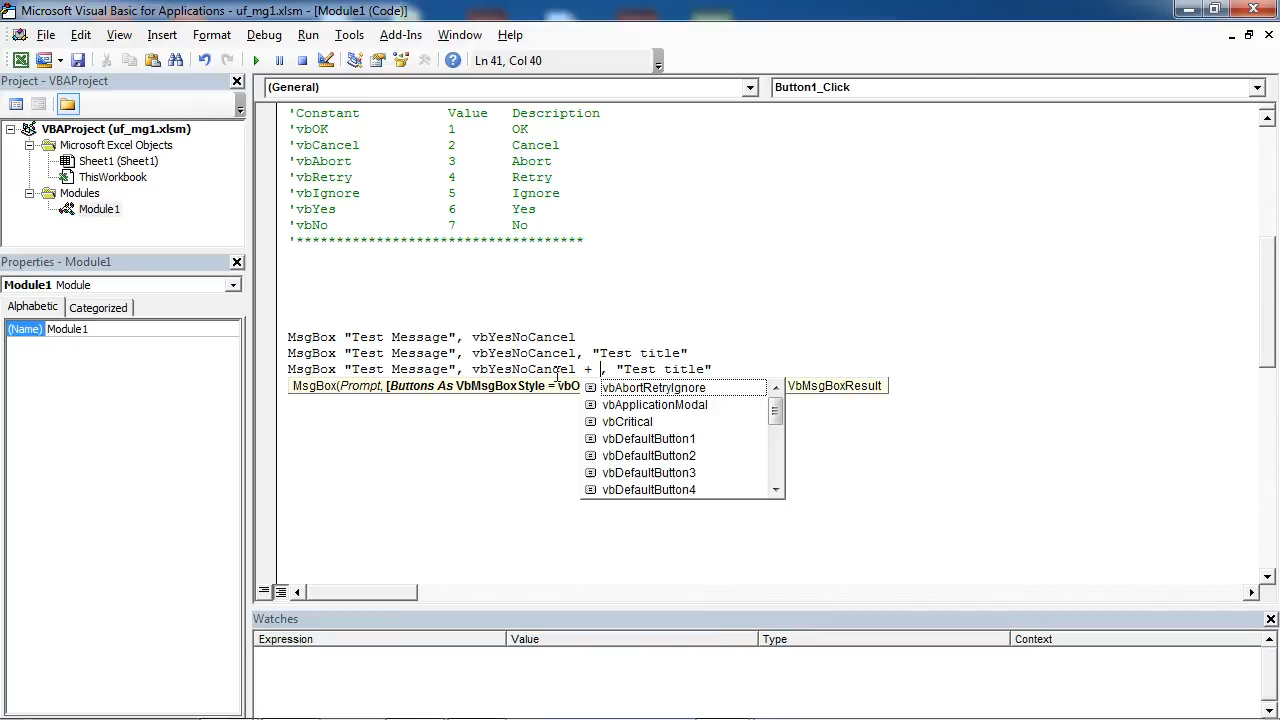 Microsoft Visual Basic for Applications - uf_mg1.xlsm - [Module1 (Code)]
File Edit View Insert Format Debug Run Tools Add-Ins Window Help
Ln 41, Col 40
Project - VBAProject
(General)
Button1_Click
VBAProject (uf_mg1.xlsm)
Microsoft Excel Objects
Sheet1 (Sheet1)
ThisWorkbook
Modules
Module1
Properties - Module1
Module1 Module
Alphabetic Categorized
(Name) Module1
'Constant Value Description
'vbOK 1 OK
'vbCancel 2 Cancel
'vbAbort 3 Abort
'vbRetry 4 Retry
'vbIgnore 5 Ignore
'vbYes 6 Yes
'vbNo 7 No
'*************************************
MsgBox "Test Message", vbYesNoCancel
MsgBox "Test Message", vbYesNoCancel, "Test title"
MsgBox "Test Message", vbYesNoCancel + , "Test title"
MsgBox(Prompt, [Buttons As VbMsgBoxStyle = vbO VbMsgBoxResult
vbAbortRetryIgnore
vbApplicationModal
vbCritical
vbDefaultButton1
vbDefaultButton2
vbDefaultButton3
vbDefaultButton4
Watches
Expression Value Type Context